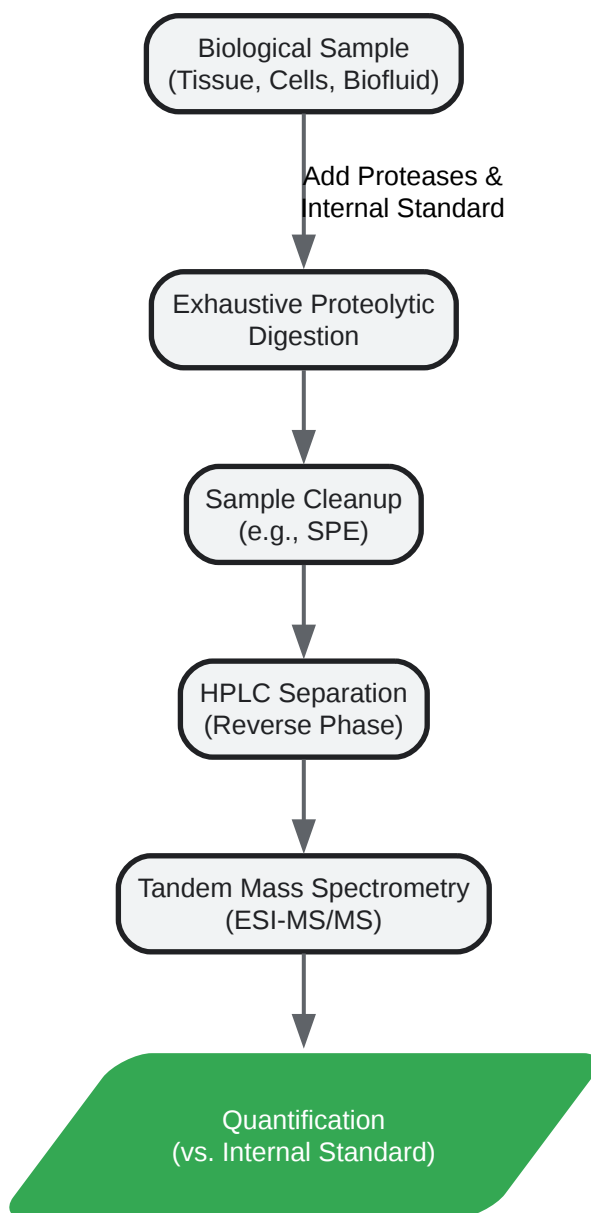 Biological Sample
(Tissue, Cells, Biofluid)
Add Proteases &
Internal Standard
Exhaustive Proteolytic
Digestion
Sample Cleanup
(e.g., SPE)
HPLC Separation
(Reverse Phase)
Tandem Mass Spectrometry
(ESI-MS/MS)
Quantification
(vs. Internal Standard)